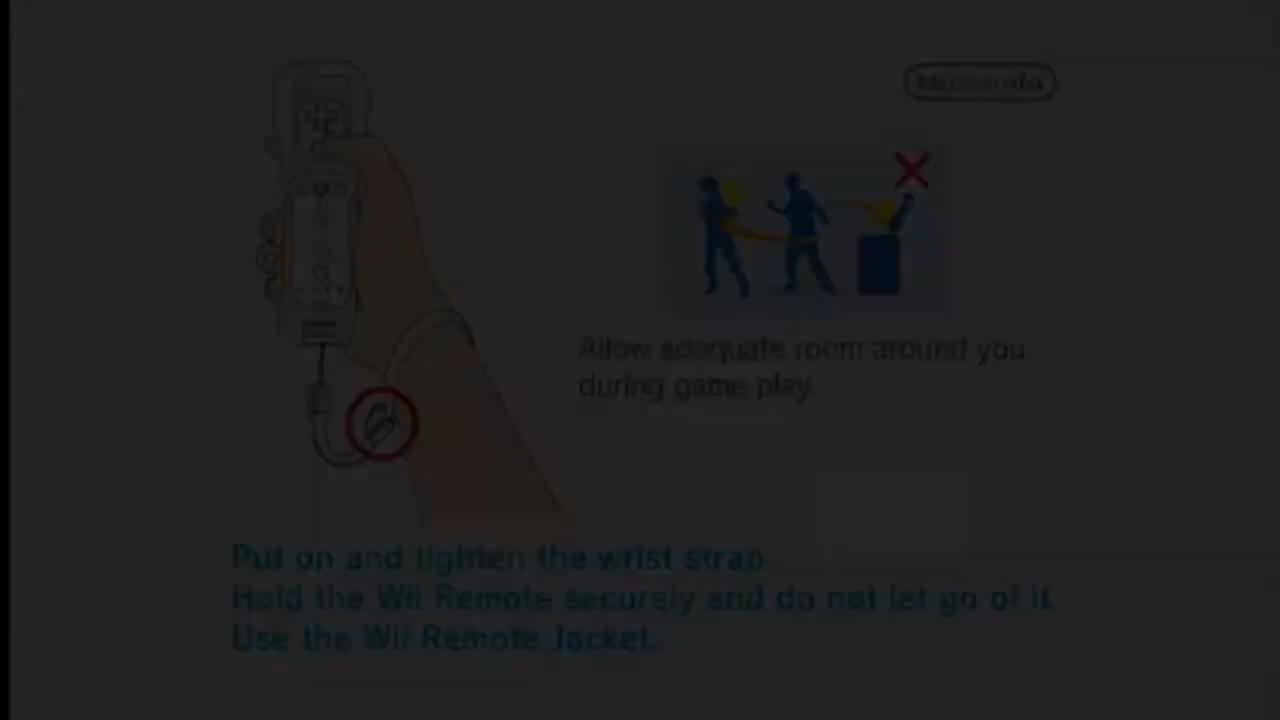 Nintendo
Allow adequate room around you
during game play.
Put on and tighten the wrist strap.
Hold the Wii Remote securely and do not let go of it.
Use the Wii Remote Jacket.